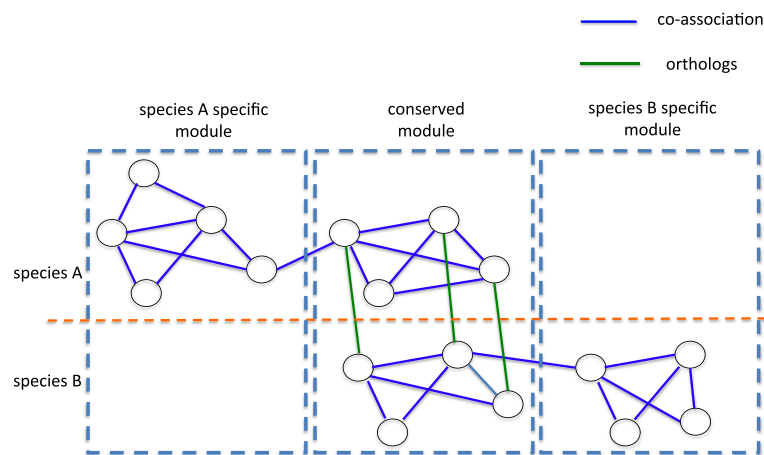 co-association
orthologs
species A specific
module
conserved
module
species B specific
module
species A
species B